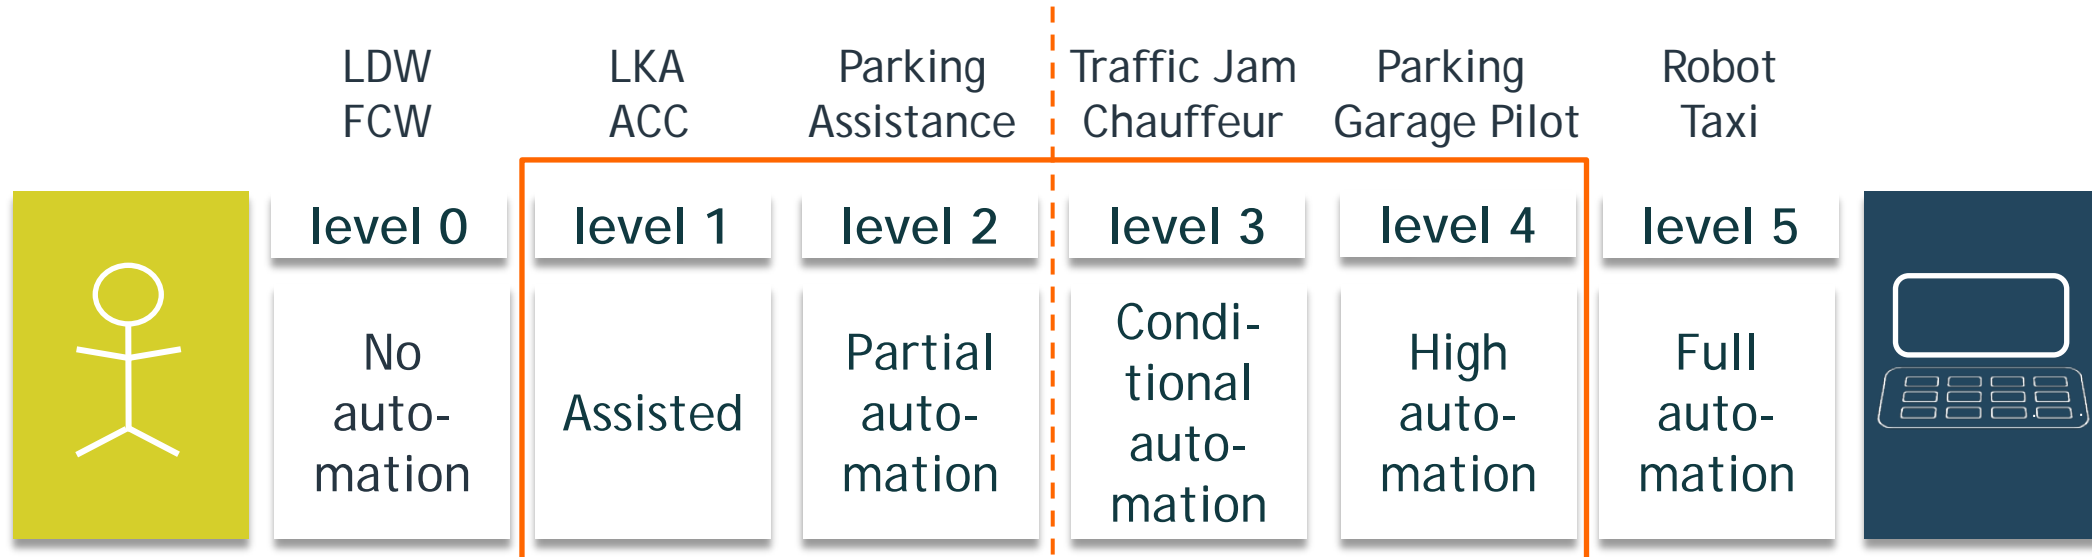 LDW
FCW
LKA
ACC
Parking
Assistance
Traffic Jam
Chauffeur
Parking
Garage Pilot
Robot
Taxi
level 0
level 1
level 2
level 3
level 4
level 5
No
auto-
mation
Assisted
Partial
auto-
mation
Condi-
tional
auto-
mation
High
auto-
mation
Full
auto-
mation